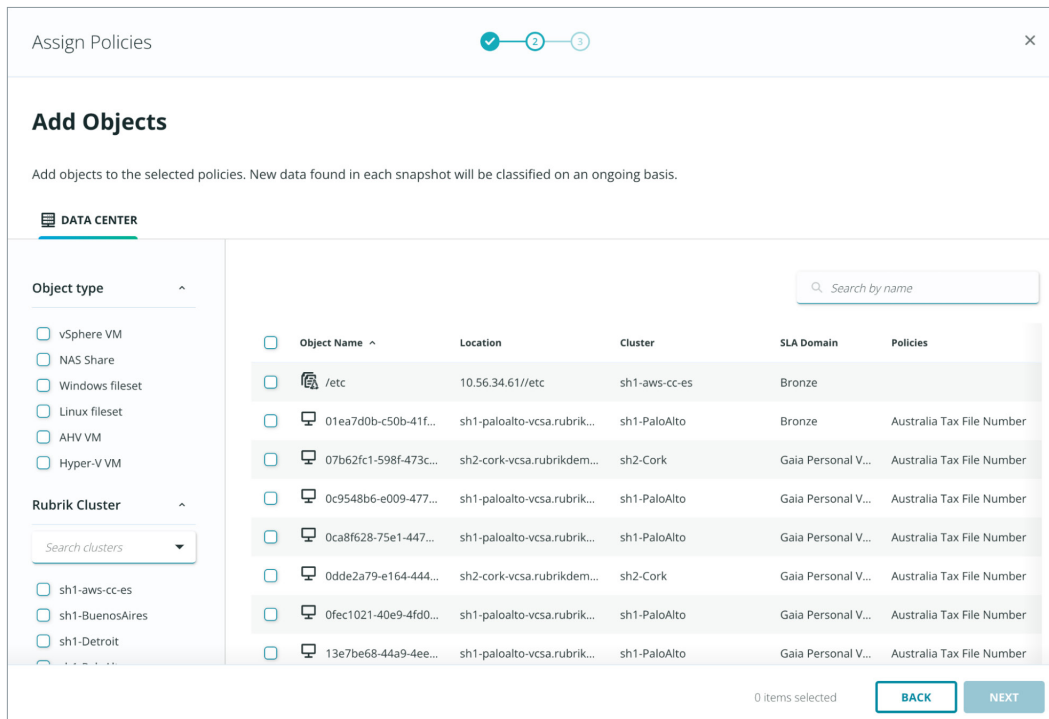 Assign Policies
2
3
Add Objects
Add objects to the selected policies. New data found in each snapshot will be classified on an ongoing basis.
DATA CENTER
Object type
vSphere VM
NAS Share
Windows fileset
Linux fileset
AHV VM
Hyper-V VM
Rubrik Cluster
Search clusters
sh1-aws-cc-es
sh1-BuenosAires
sh1-Detroit
Search by name
Object Name Location Cluster SLA Domain Policies
/etc 10.56.34.61//etc sh1-aws-cc-es Bronze
01ea7d0b-c50b-41f... sh1-paloalto-vcsa.rubrik... sh1-PaloAlto Bronze Australia Tax File Number
07b62fc1-598f-473c... sh2-cork-vcsa.rubrikdem... sh2-Cork Gaia Personal V... Australia Tax File Number
0c9548b6-e009-477... sh1-paloalto-vcsa.rubrik... sh1-PaloAlto Gaia Personal V... Australia Tax File Number
0ca8f628-75e1-447... sh1-paloalto-vcsa.rubrik... sh1-PaloAlto Gaia Personal V... Australia Tax File Number
0dde2a79-e164-444... sh2-cork-vcsa.rubrikdem... sh2-Cork Gaia Personal V... Australia Tax File Number
0fec1021-40e9-4fd0... sh1-paloalto-vcsa.rubrik... sh1-PaloAlto Gaia Personal V... Australia Tax File Number
13e7be68-44a9-4ee... sh1-paloalto-vcsa.rubrik... sh1-PaloAlto Gaia Personal V... Australia Tax File Number
0 items selected
BACK
NEXT